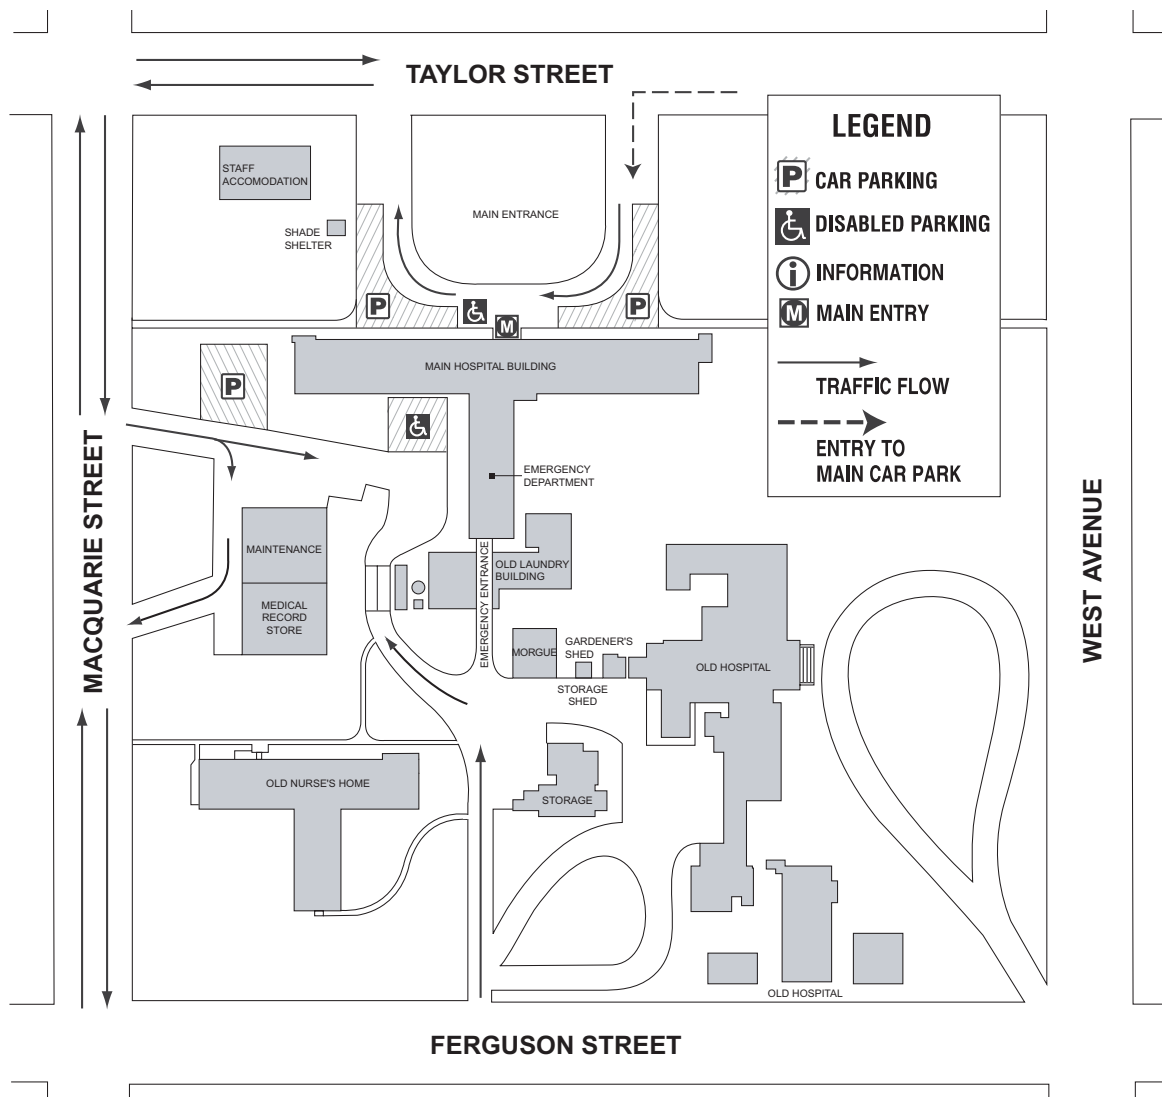 TAYLOR STREET
LEGEND
P CAR PARKING
DISABLED PARKING
i INFORMATION
M MAIN ENTRY
TRAFFIC FLOW
ENTRY TO
MAIN CAR PARK
STAFF
ACCOMODATION
SHADE
SHELTER
MAIN ENTRANCE
P
P
M
MAIN HOSPITAL BUILDING
P
EMERGENCY
DEPARTMENT
MACQUARIE STREET
WEST AVENUE
MAINTENANCE
MEDICAL
RECORD
STORE
EMERGENCY ENTRANCE
OLD LAUNDRY
BUILDING
MORGUE
GARDENER'S
SHED
STORAGE
SHED
OLD HOSPITAL
OLD NURSE'S HOME
STORAGE
OLD HOSPITAL
FERGUSON STREET